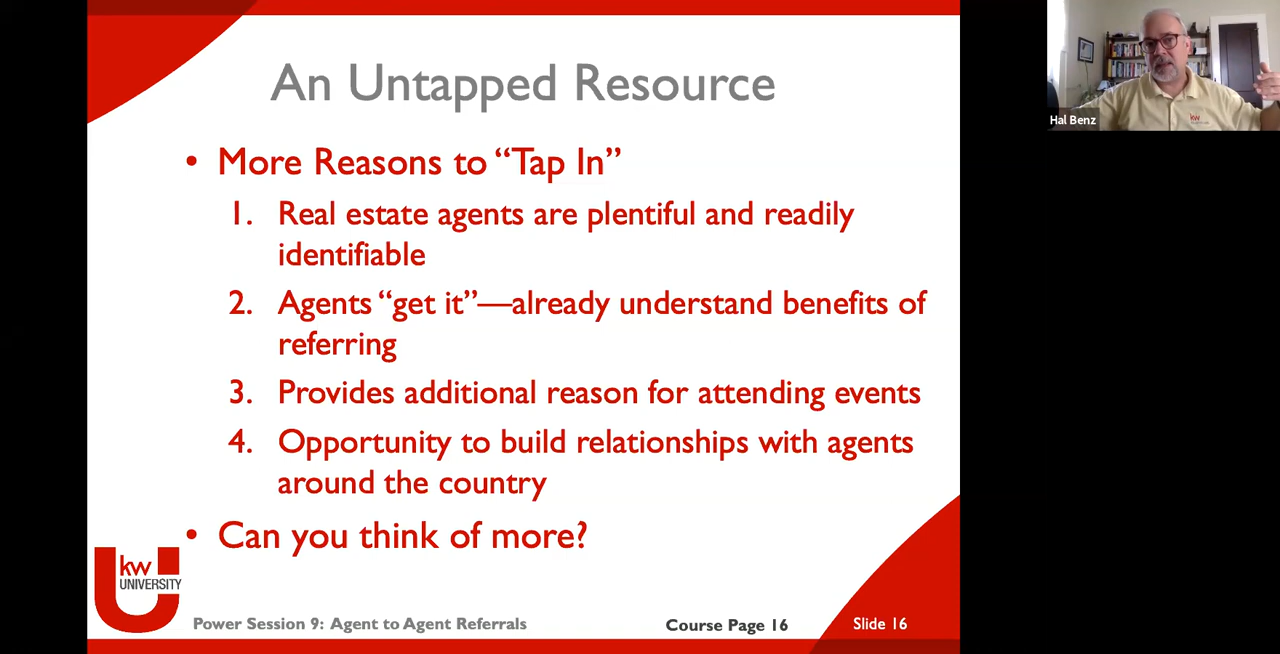 An Untapped Resource
• More Reasons to “Tap In”
1. Real estate agents are plentiful and readily
identifiable
2. Agents “get it”—already understand benefits of
referring
3. Provides additional reason for attending events
4. Opportunity to build relationships with agents
around the country
• Can you think of more?
kw
UNIVERSITY
Power Session 9: Agent to Agent Referrals
Course Page 16
Slide 16
Hal Benz
kw